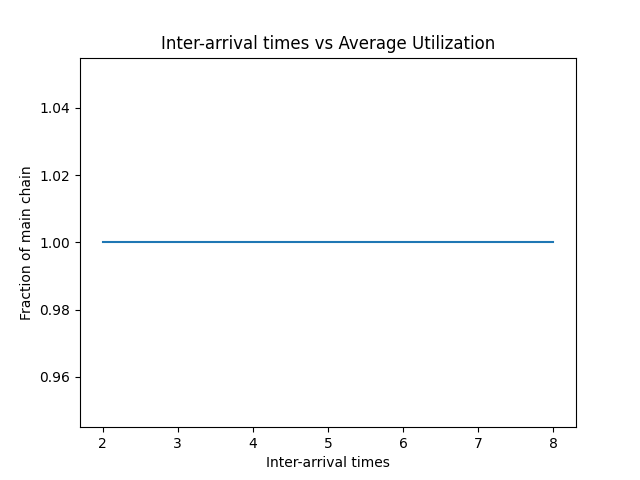 Inter-arrival times vs Average Utilization
Fraction of main chain
1.04
1.02
1.00
0.98
0.96
2 3 4 5 6 7 8
Inter-arrival times